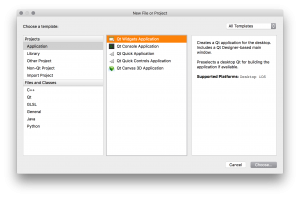 New File or Project
Choose a template:
All Templates
Projects
Application
Library
Other Project
Non-Qt Project
Import Project
Files and Classes
C++
Qt
GLSL
General
Java
Python
Qt Widgets Application
Qt Console Application
Qt Quick Application
Qt Quick Controls Application
Qt Canvas 3D Application
Creates a Qt application for the desktop.
Includes a Qt Designer-based main
window.
Preselects a desktop Qt for building the
application if available.
Supported Platforms: Desktop
Cancel
Choose...